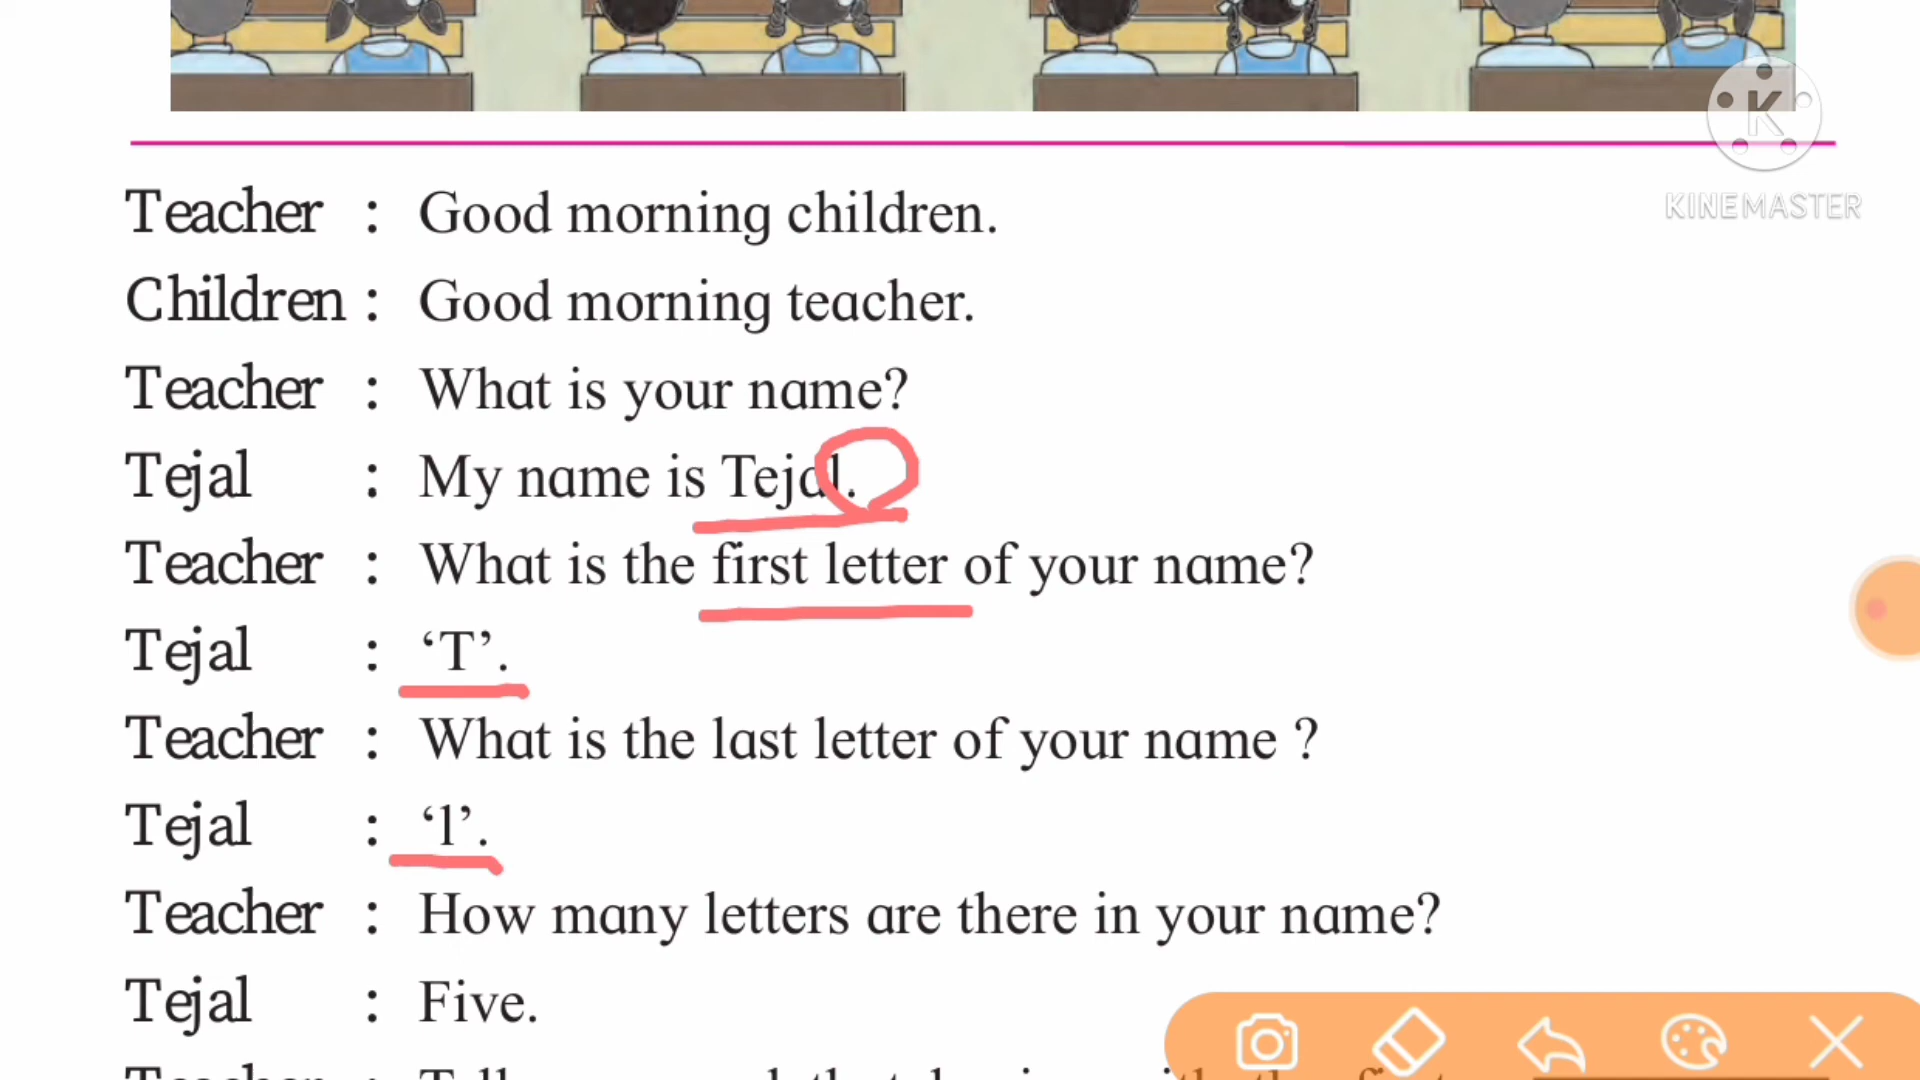 K
KINEMASTER
Teacher : Good morning children.
Children : Good morning teacher.
Teacher : What is your name?
Tejal : My name is Tejal.
Teacher : What is the first letter of your name?
Tejal : ‘T’.
Teacher : What is the last letter of your name ?
Tejal : ‘l’.
Teacher : How many letters are there in your name?
Tejal : Five.
Teacher :